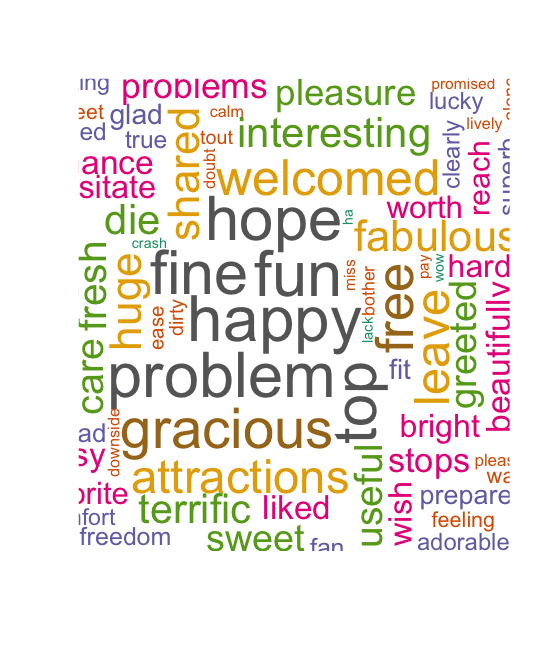 ing problems pleasure promised
eet glad calm lucky
ed true tout interesting lively
ance shared doubt welcomed clearly reach superb
sitate
die hope ha worth
crash fabulous
fresh huge fine fun miss bother free pay wow hard
care ease dirty happy lack leave greeted beautifully
problem top fit
downside gracious bright
ad
sy attractions useful stops pleas
orite terrific liked wish prepare wa
nfort feeling
freedom sweet fan adorable